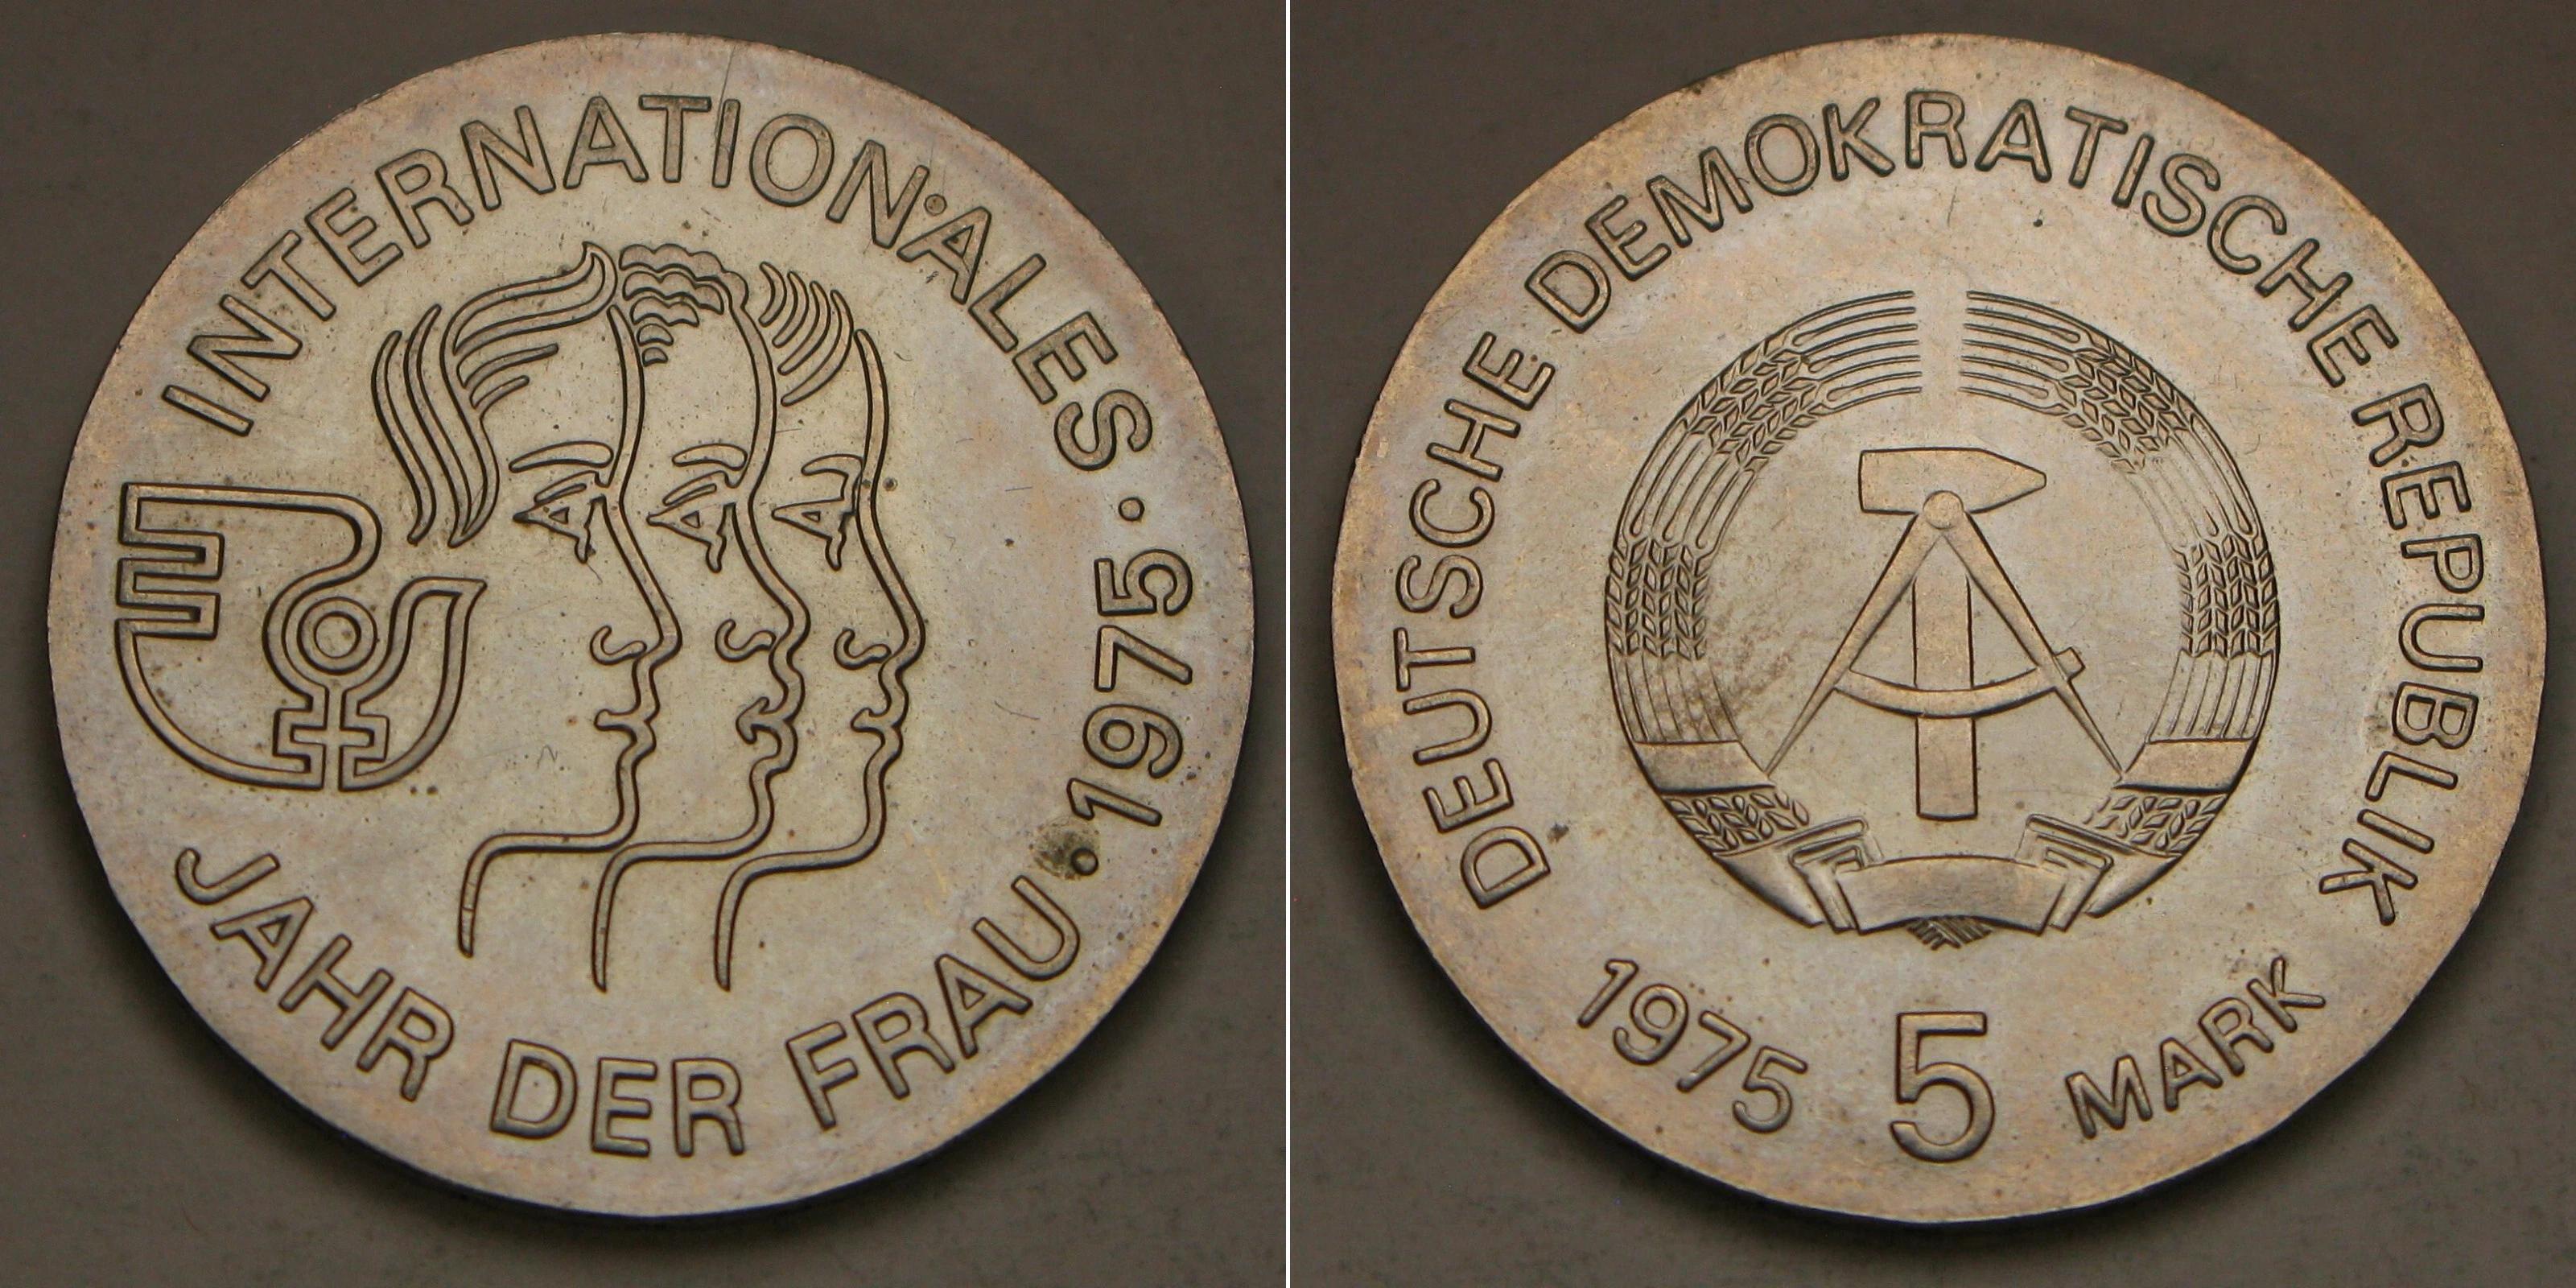 INTERNATIONALES · 1975 ·
JAHR DER FRAU
DEUTSCHE DEMOKRATISCHE REPUBLIK
1975 5 MARK